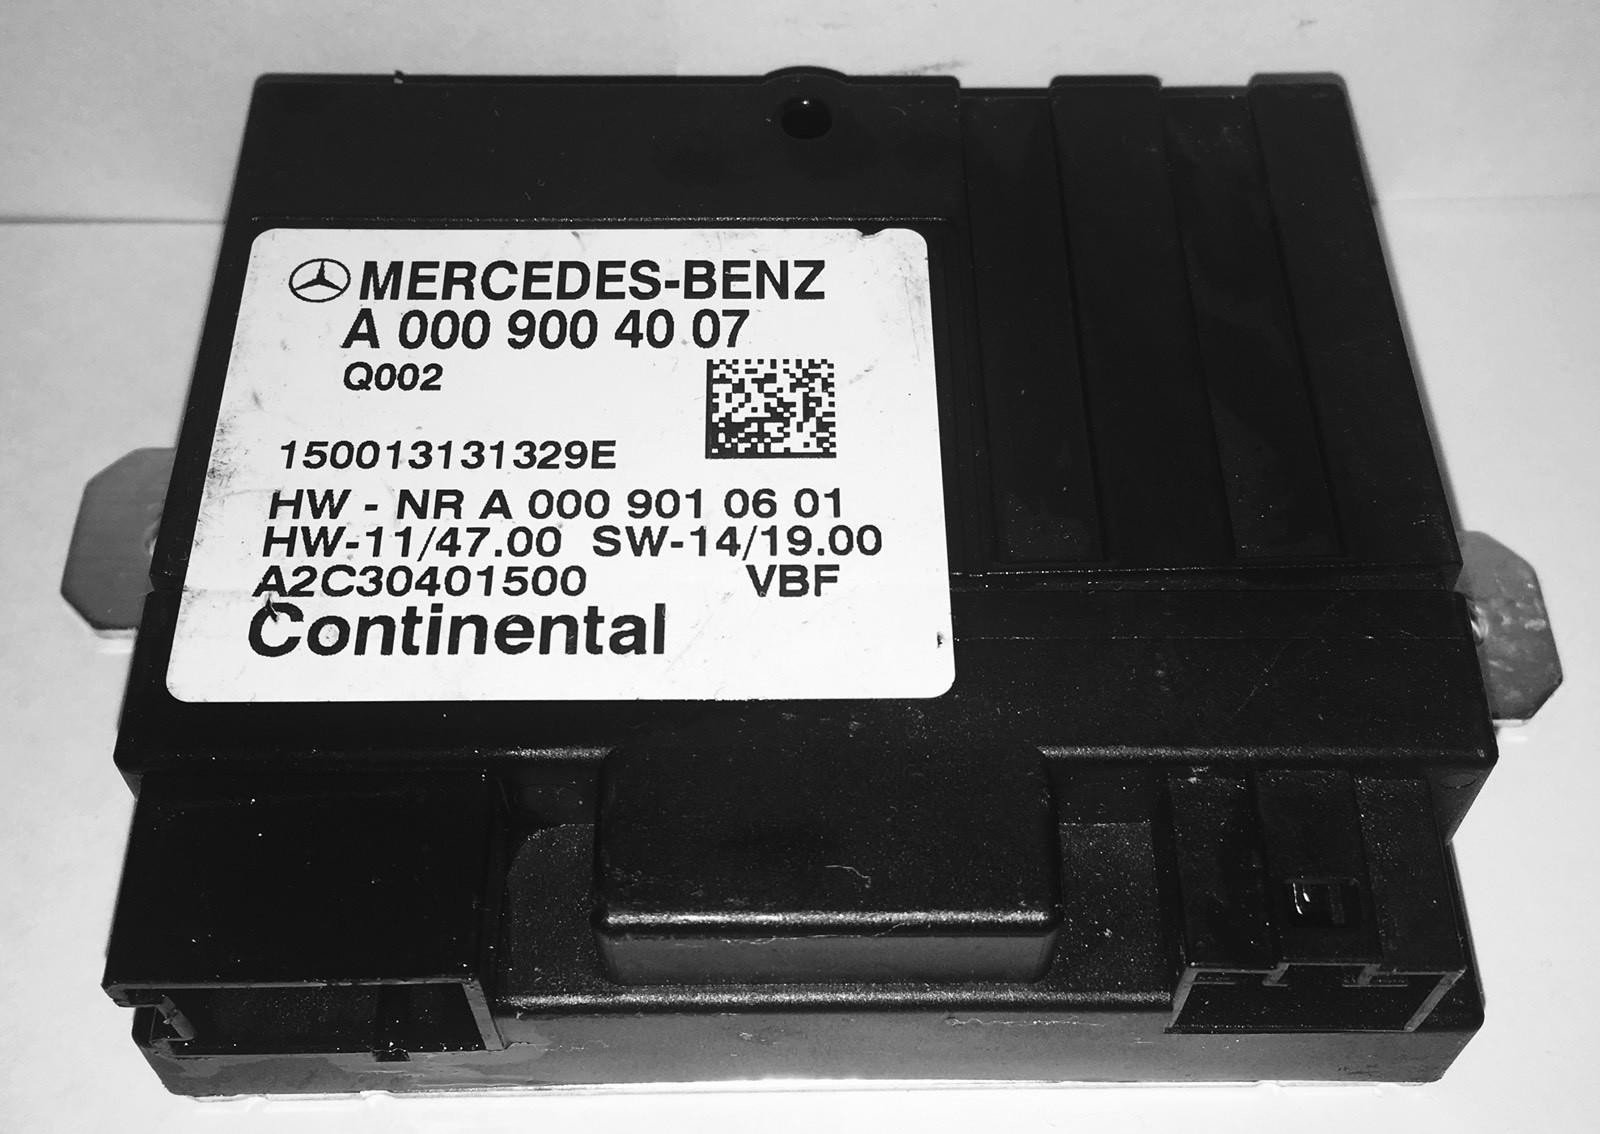 MERCEDES-BENZ
A 000 900 40 07
Q002
150013131329E
HW - NR A 000 901 06 01
HW-11/47.00 SW-14/19.00
A2C30401500 VBF
Continental